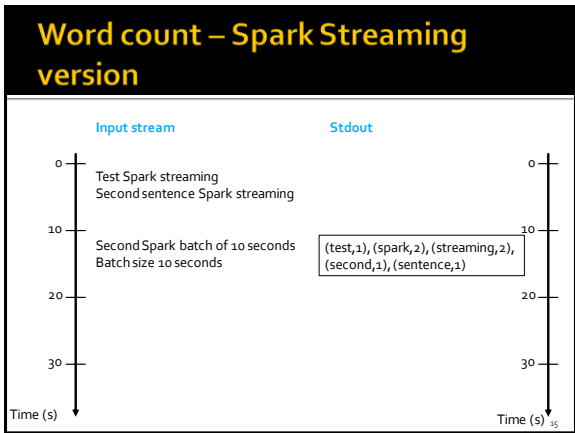 Word count – Spark Streaming
version
Input stream
Stdout
0
0
Test Spark streaming
Second sentence Spark streaming
10
10
Second Spark batch of 10 seconds
Batch size 10 seconds
(test,1), (spark,2), (streaming,2),
(second,1), (sentence,1)
20
20
30
30
Time (s)
Time (s)
15